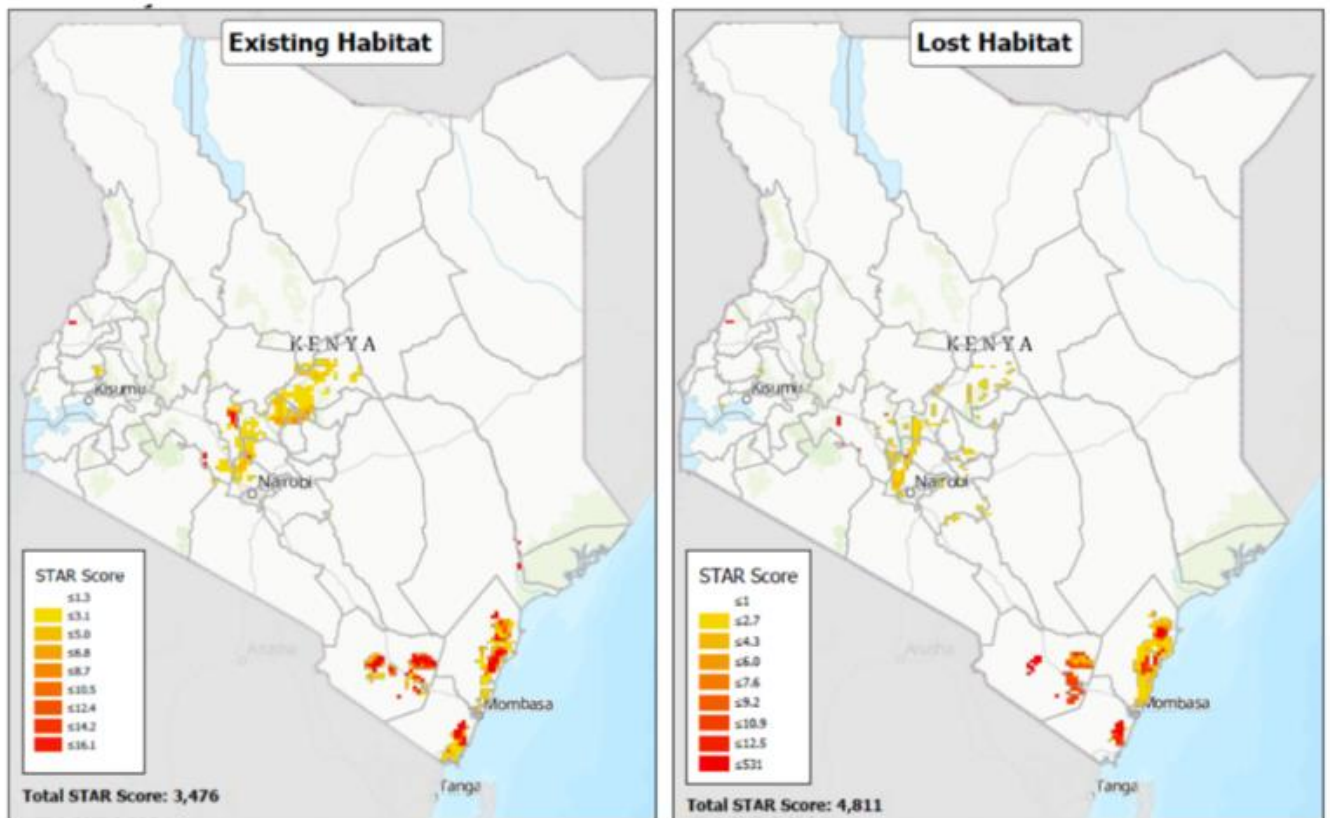 Existing Habitat
KENYA
Kisumu
Nairobi
Arusha
Mombasa
Tanga
STAR Score
≤1.3
≤3.1
≤5.0
≤6.8
≤8.7
≤10.5
≤12.4
≤14.2
≤16.1
Total STAR Score: 3,476
Lost Habitat
KENYA
Kisumu
Nairobi
Arusha
Mombasa
Tanga
STAR Score
≤1
≤2.7
≤4.3
≤6.0
≤7.6
≤9.2
≤10.9
≤12.5
≤531
Total STAR Score: 4,811